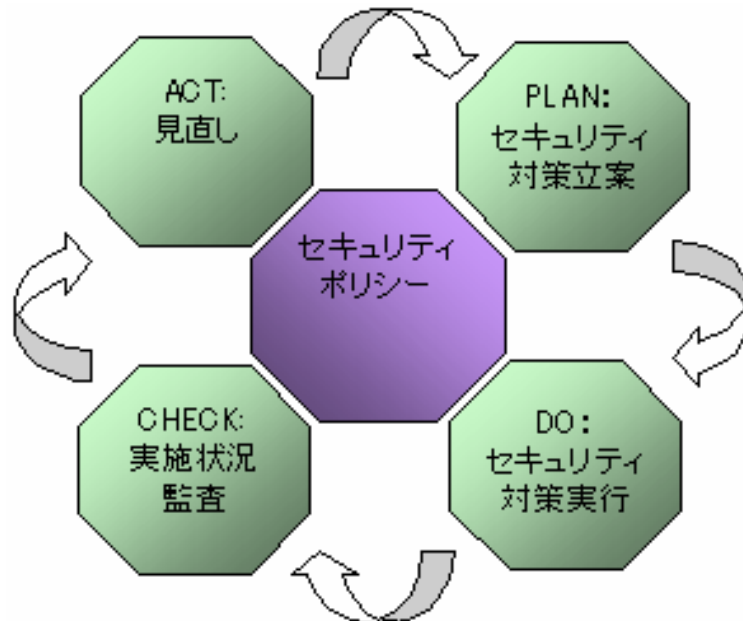 ACT:
見直し
PLAN:
セキュリティ
対策立案
セキュリティ
ポリシー
CHECK:
実施状況
監査
DO:
セキュリティ
対策実行